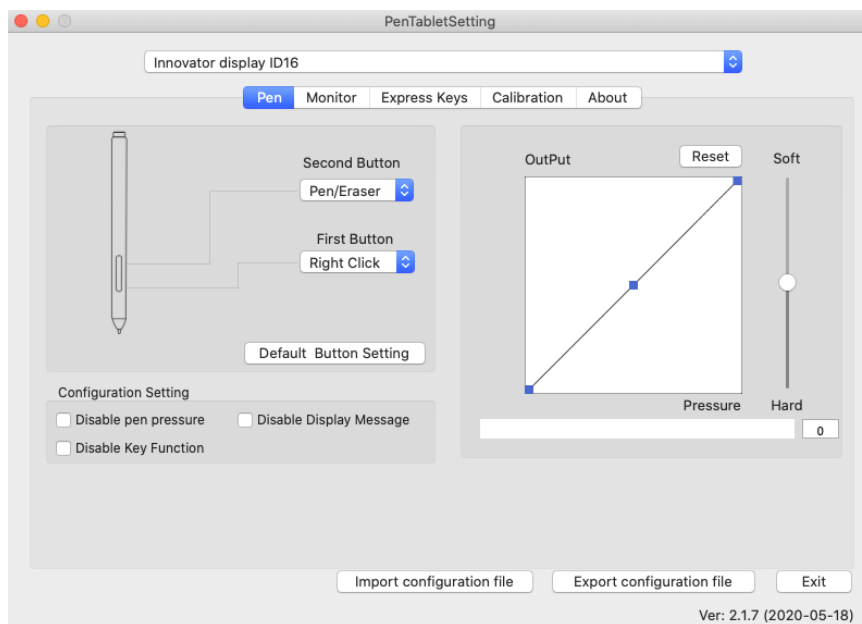 PenTabletSetting
Innovator display ID16
Pen Monitor Express Keys Calibration About
Second Button
Pen/Eraser
First Button
Right Click
Default Button Setting
Configuration Setting
Disable pen pressure Disable Display Message
Disable Key Function
OutPut Reset Soft
Pressure Hard
0
Import configuration file Export configuration file Exit
Ver: 2.1.7 (2020-05-18)